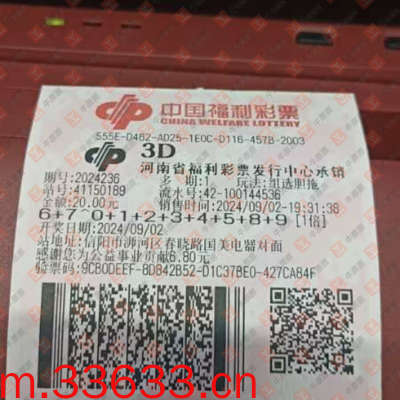 中国福利彩票
CHINA WELFARE LOTTERY
555E-D462-AD25-1E0C-D116-457B-2003
3D
河南省福利彩票发行中心承销
期号:2024236 多期:1 玩法:组选胆拖
站号:41150189 流水号:42-100144536
金额:20.00元 销售时间:2024/09/02-19:31:38
6+7 0+1+2+3+4+5+8+9 [1倍]
开奖日期:2024/09/02
站地址:信阳市浉河区春晓路国美电器对面
感谢您为公益事业贡献6.80元
验票码:9CB0DEEF-BDB42B52-D1C37BE0-427CAB4F
m.33633.cn